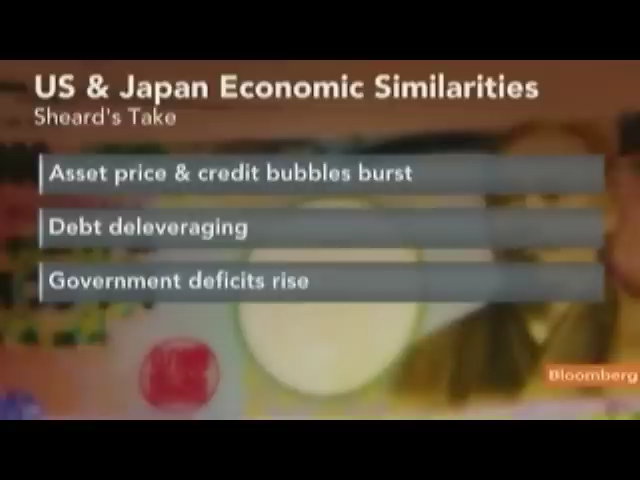 US & Japan Economic Similarities
Sheard's Take
Asset price & credit bubbles burst
Debt deleveraging
Government deficits rise
Bloomberg